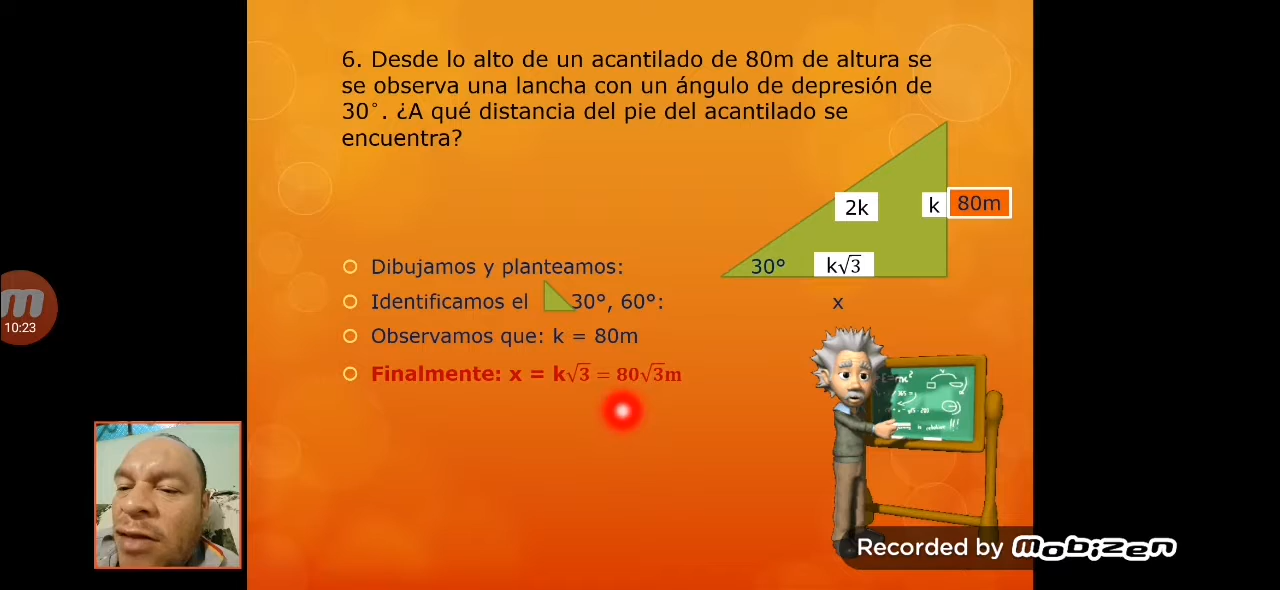 6. Desde lo alto de un acantilado de 80m de altura se
se observa una lancha con un ángulo de depresión de
30°. ¿A qué distancia del pie del acantilado se
encuentra?
2k
k
80m
30°
k√3
x
Dibujamos y planteamos:
Identificamos el 30°, 60°:
Observamos que: k = 80m
Finalmente: x = k√3 = 80√3m
m
10:23
Recorded by mobizen